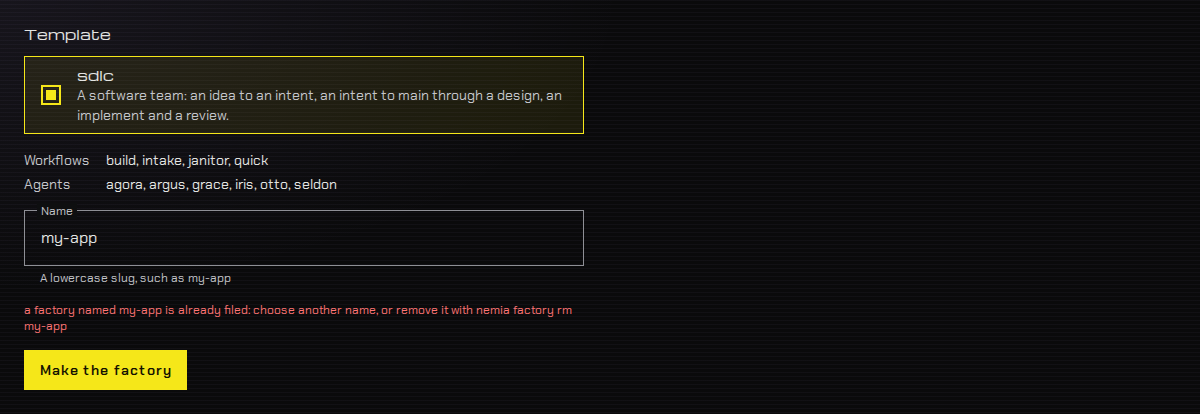 Template
sdlc
A software team: an idea to an intent, an intent to main through a design, an
implement and a review.
Workflows build, intake, janitor, quick
Agents agora, argus, grace, iris, otto, seldon
Name
my-app
A lowercase slug, such as my-app
a factory named my-app is already filed: choose another name, or remove it with nemia factory rm
my-app
Make the factory